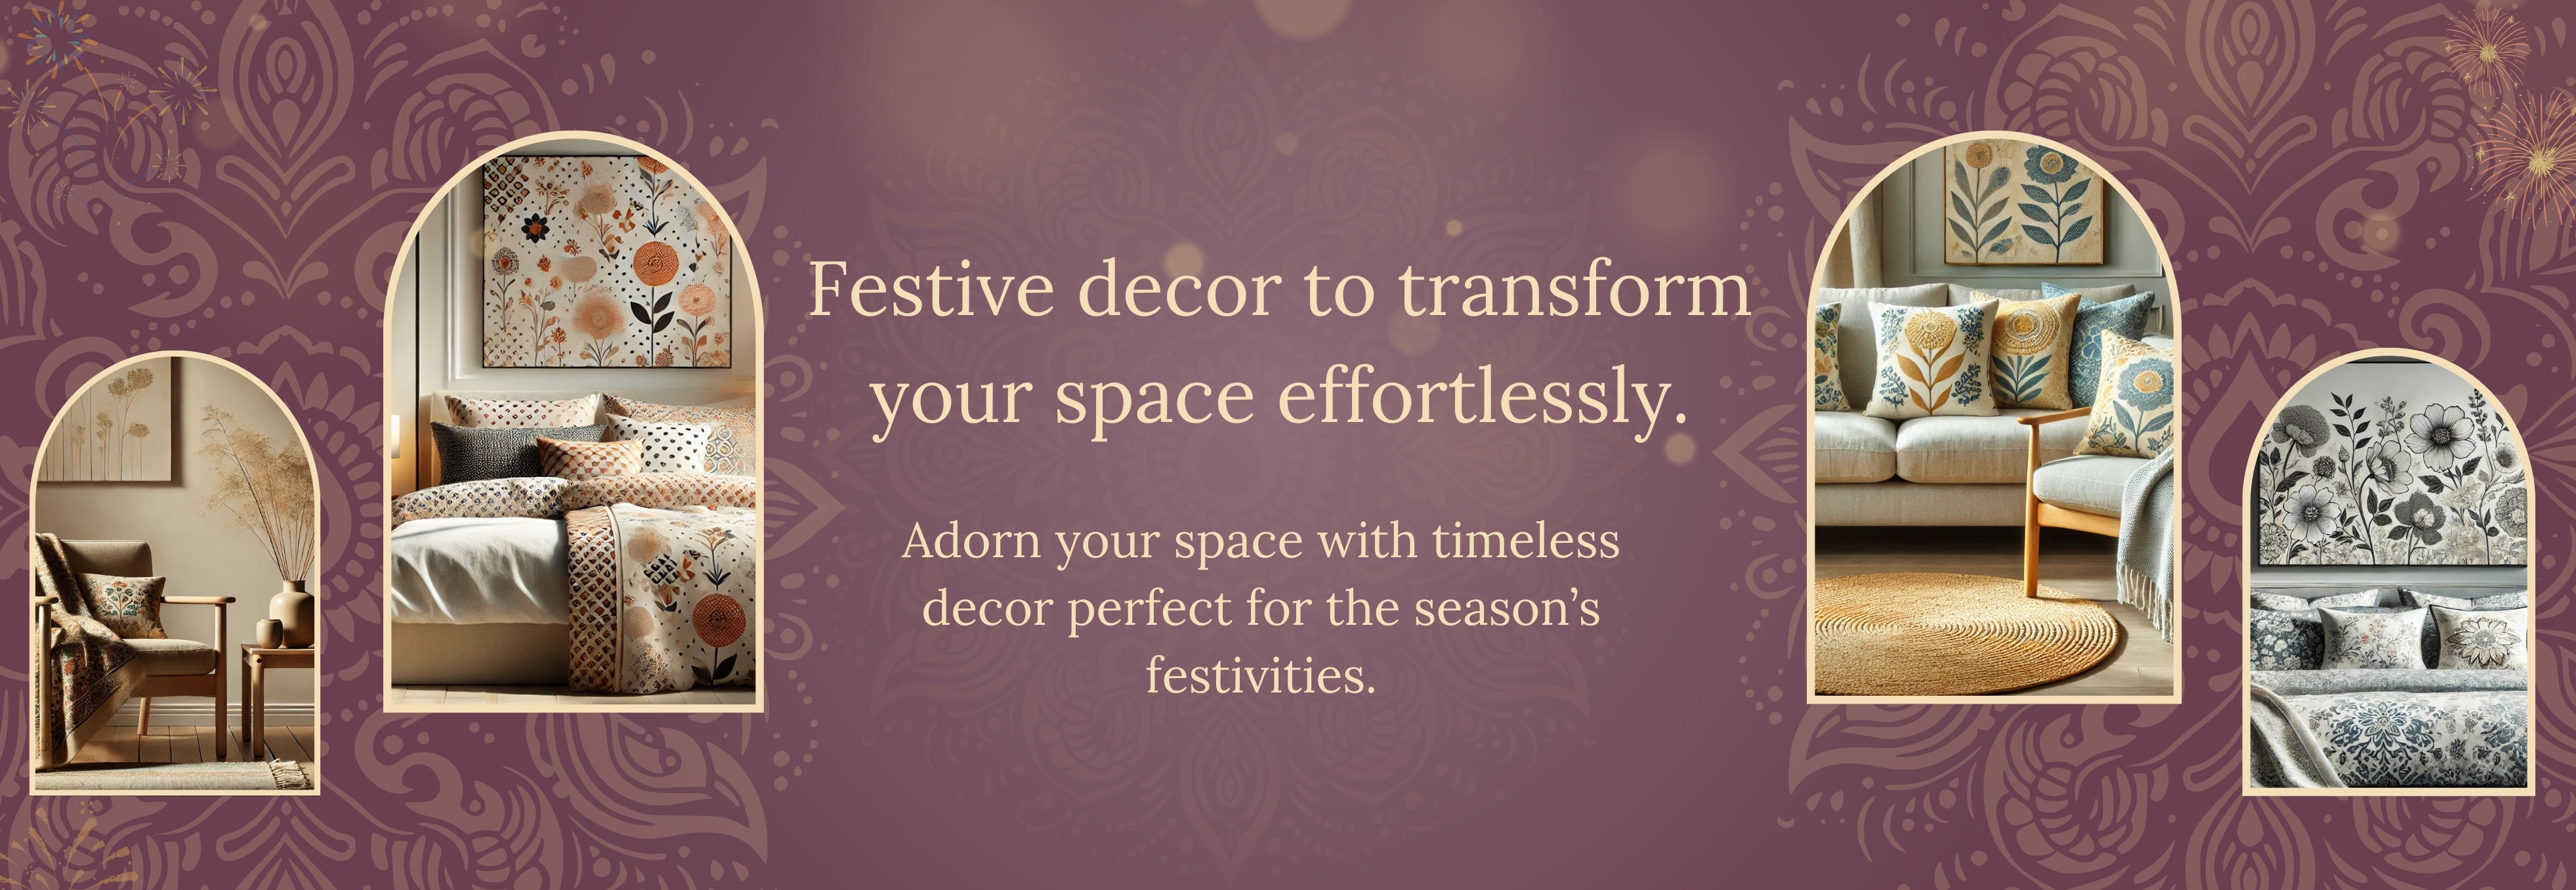 Festive decor to transform
your space effortlessly.
Adorn your space with timeless
decor perfect for the season’s
festivities.